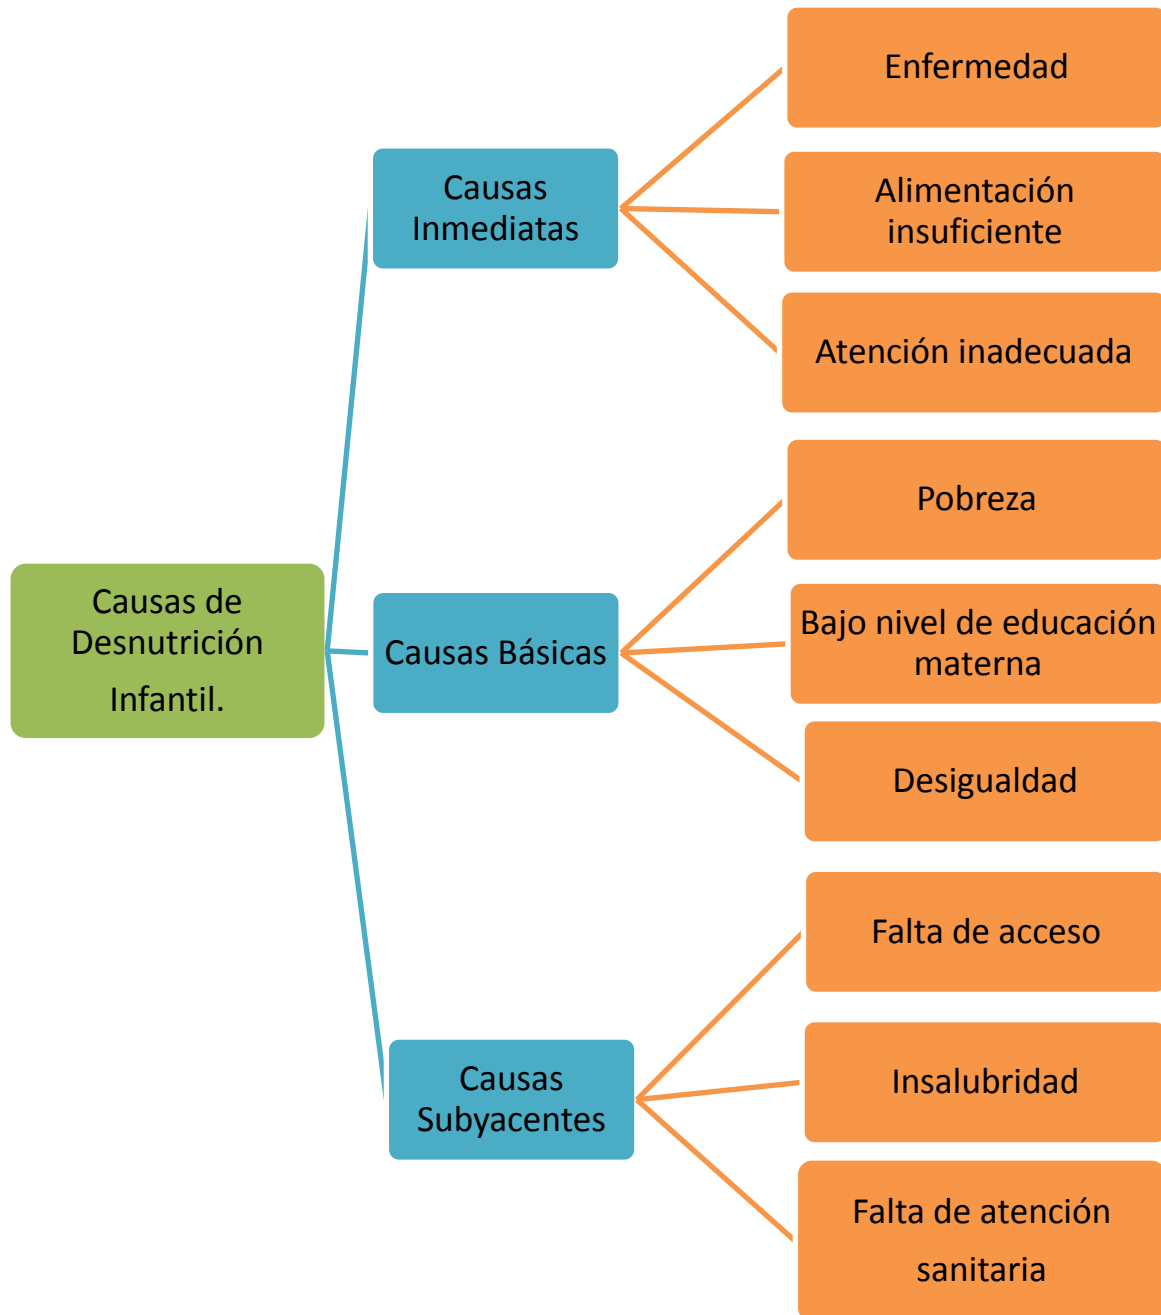 Causas de
Desnutrición
Infantil.
Causas
Inmediatas
Enfermedad
Alimentación
insuficiente
Atención inadecuada
Causas Básicas
Pobreza
Bajo nivel de educación
materna
Desigualdad
Causas
Subyacentes
Falta de acceso
Insalubridad
Falta de atención
sanitaria